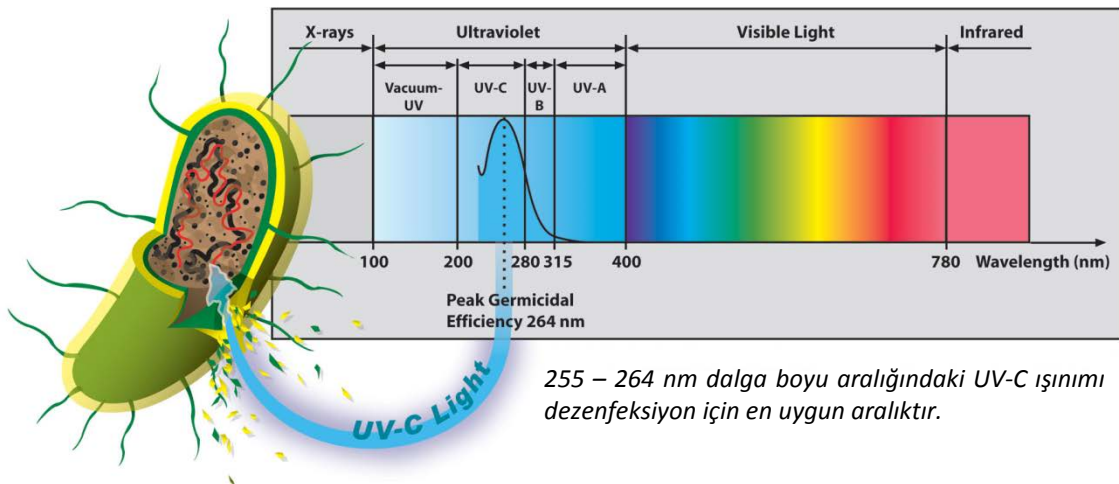 X-rays Ultraviolet Visible Light Infrared
Vacuum-
UV
UV-C
UV-
B
UV-A
100 200 280 315 400 780 Wavelength (nm)
Peak Germicidal
Efficiency 264 nm
UV-C Light
255 – 264 nm dalga boyu aralığındaki UV-C ışınımı
dezenfeksiyon için en uygun aralıktır.